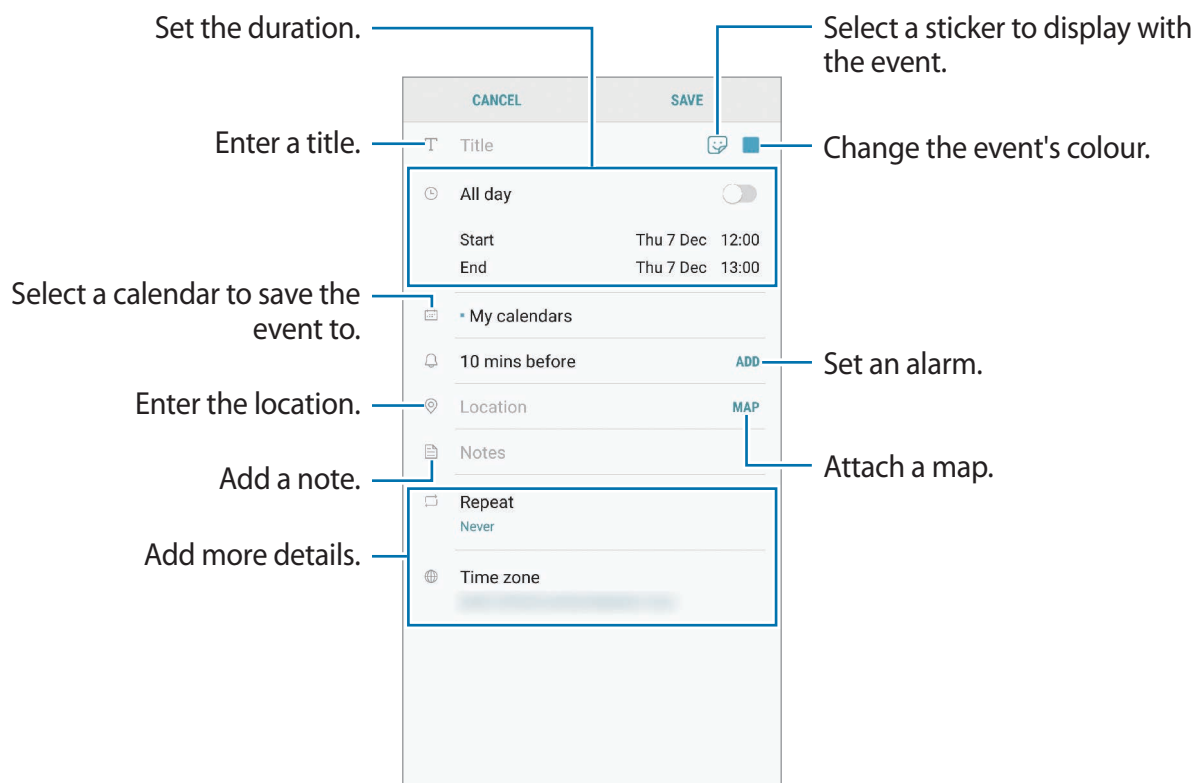 Set the duration.
Select a sticker to display with
the event.
CANCEL
SAVE
Enter a title.
T Title
Change the event's colour.
All day
Start Thu 7 Dec 12:00
End Thu 7 Dec 13:00
Select a calendar to save the
event to.
• My calendars
10 mins before
ADD
Set an alarm.
Enter the location.
Location
MAP
Notes
Add a note.
Attach a map.
Repeat
Never
Add more details.
Time zone